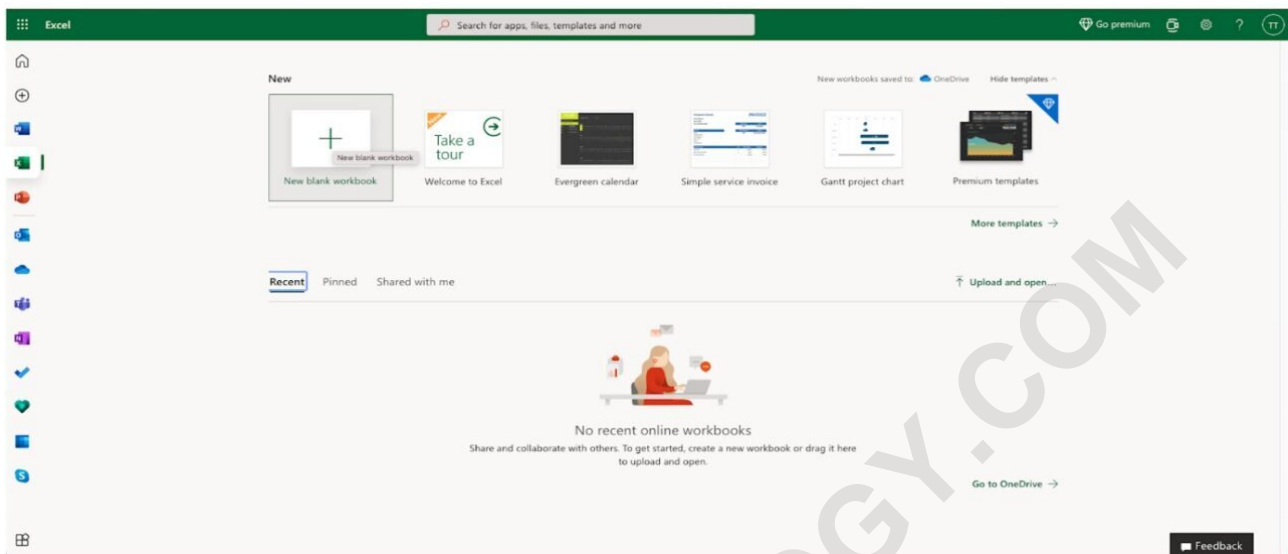 Excel
Search for apps, files, templates and more
Go premium
?
TT
New
New workbooks saved to: OneDrive
Hide templates
New blank workbook
Take a
tour
New blank workbook
Welcome to Excel
Evergreen calendar
Simple service invoice
Gantt project chart
Premium templates
More templates →
Recent
Pinned
Shared with me
Upload and open...
No recent online workbooks
Share and collaborate with others. To get started, create a new workbook or drag it here
to upload and open.
Go to OneDrive →
Feedback
GY.COM